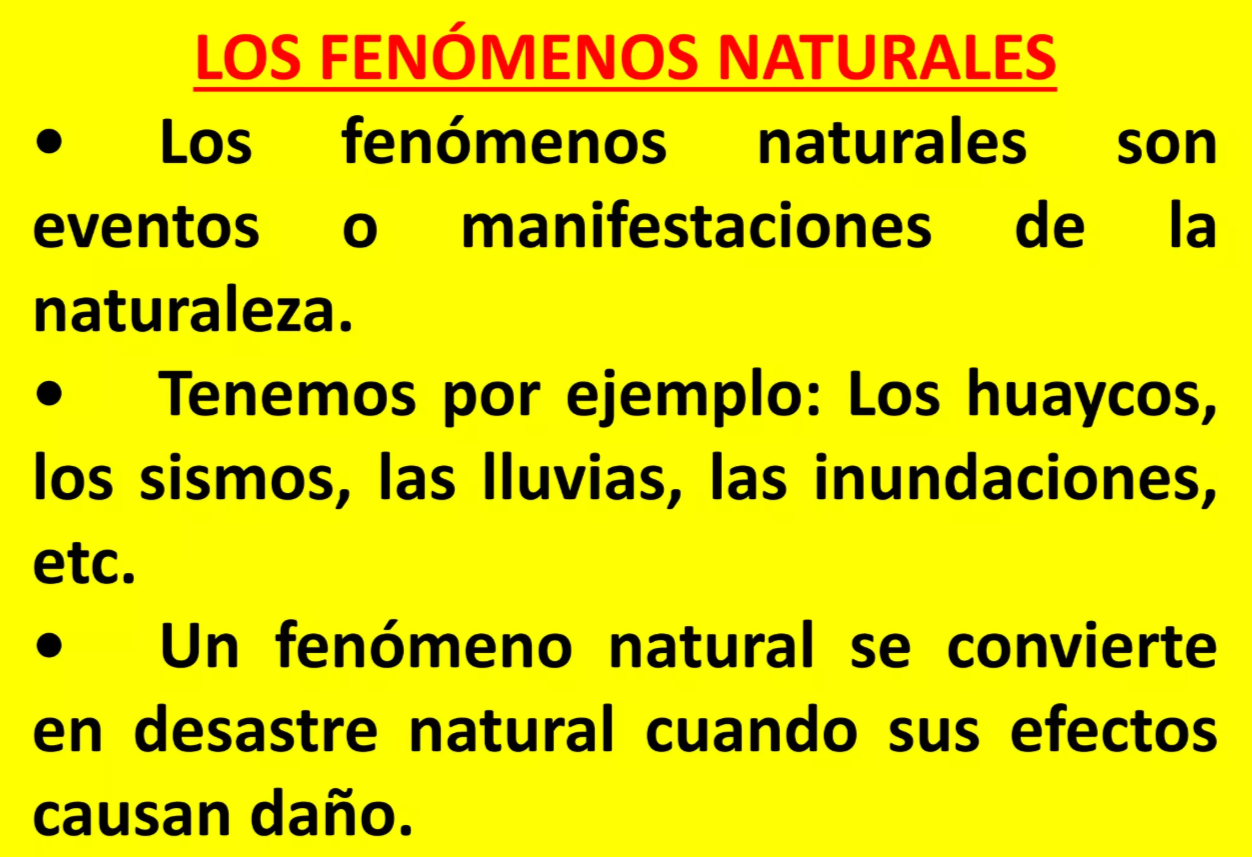 LOS FENÓMENOS NATURALES
• Los fenómenos naturales son
eventos o manifestaciones de la
naturaleza.
• Tenemos por ejemplo: Los huaycos,
los sismos, las lluvias, las inundaciones,
etc.
• Un fenómeno natural se convierte
en desastre natural cuando sus efectos
causan daño.